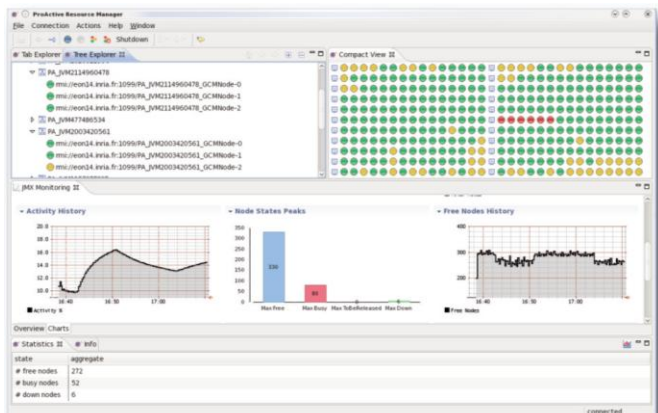 ProActive Resource Manager
File Connection Actions Help Window
Shutdown
Tab Explorer Tree Explorer
Compact View
PA_JVM2114960478
rmi://eon14.inria.fr:1099/PA_JVM2114960478_GCMNode-0
rmi://eon14.inria.fr:1099/PA_JVM2114960478_GCMNode-1
rmi://eon14.inria.fr:1099/PA_JVM2114960478_GCMNode-2
PA_JVM477486534
PA_JVM2003420561
rmi://eon14.inria.fr:1099/PA_JVM2003420561_GCMNode-0
rmi://eon14.inria.fr:1099/PA_JVM2003420561_GCMNode-1
rmi://eon14.inria.fr:1099/PA_JVM2003420561_GCMNode-2
JMX Monitoring
Activity History
20.0
18.0
16.0
14.0
12.0
10.0
16:40 16:50 17:00
Activity %
Node States Peaks
350
300
250
200
150
100
50
0
330
Max Free Max Busy Max ToBeReleased Max Down
Free Nodes History
400
300
200
16:40 16:50 17:00
Free Nodes
Overview Charts
Statistics Info
state aggregate
# free nodes 272
# busy nodes 52
# down nodes 6
connected